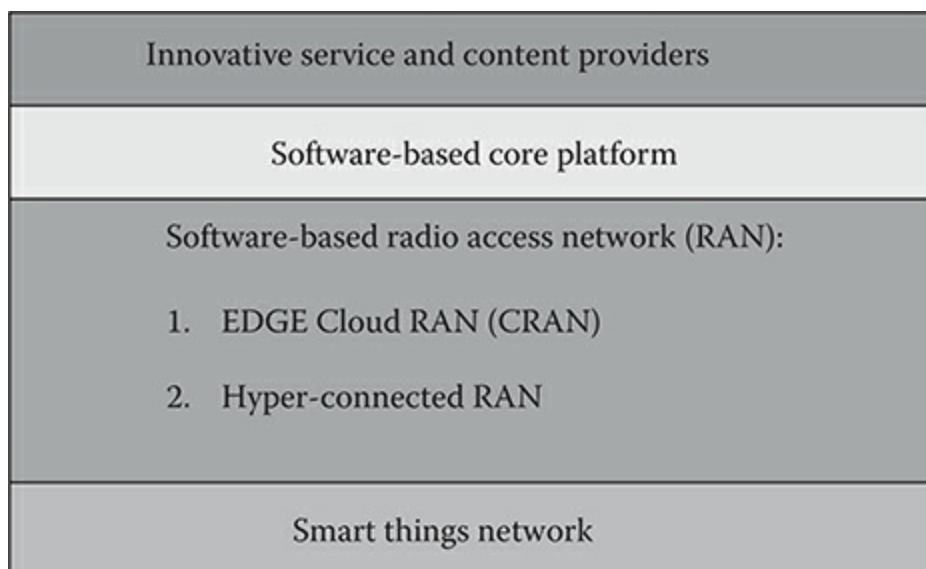 Innovative service and content providers
Software-based core platform
Software-based radio access network (RAN):
1. EDGE Cloud RAN (CRAN)
2. Hyper-connected RAN
Smart things network